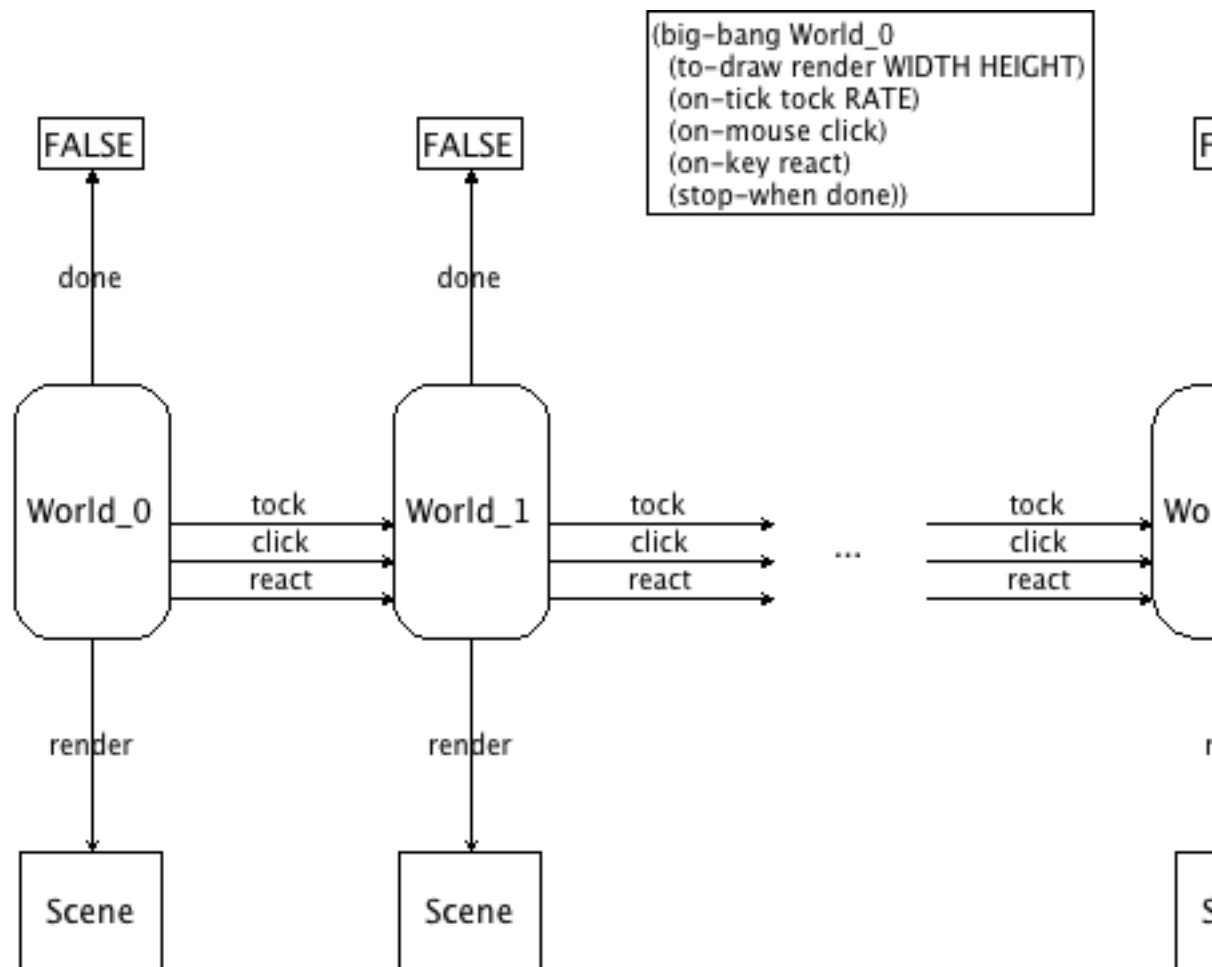 (big-bang World_0
(to-draw render WIDTH HEIGHT)
(on-tick tock RATE)
(on-mouse click)
(on-key react)
(stop-when done))
FALSE
FALSE
done
done
World_0
tock
click
react
World_1
tock
click
react
...
tock
click
react
render
render
Scene
Scene